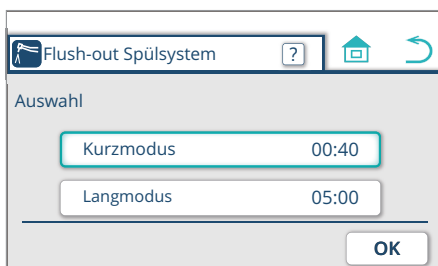 Flush-out Spülsystem ?
Auswahl
Kurzmodus 00:40
Langmodus 05:00
OK